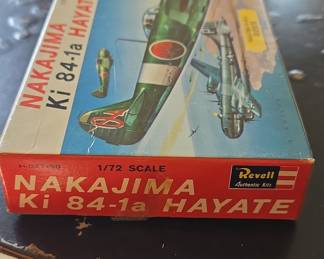 NAKAJIMA
Ki 84-1a HAYATE
1/72 SCALE
NAKAJIMA
Ki 84-1a HAYATE
Revell
Authentic Kits